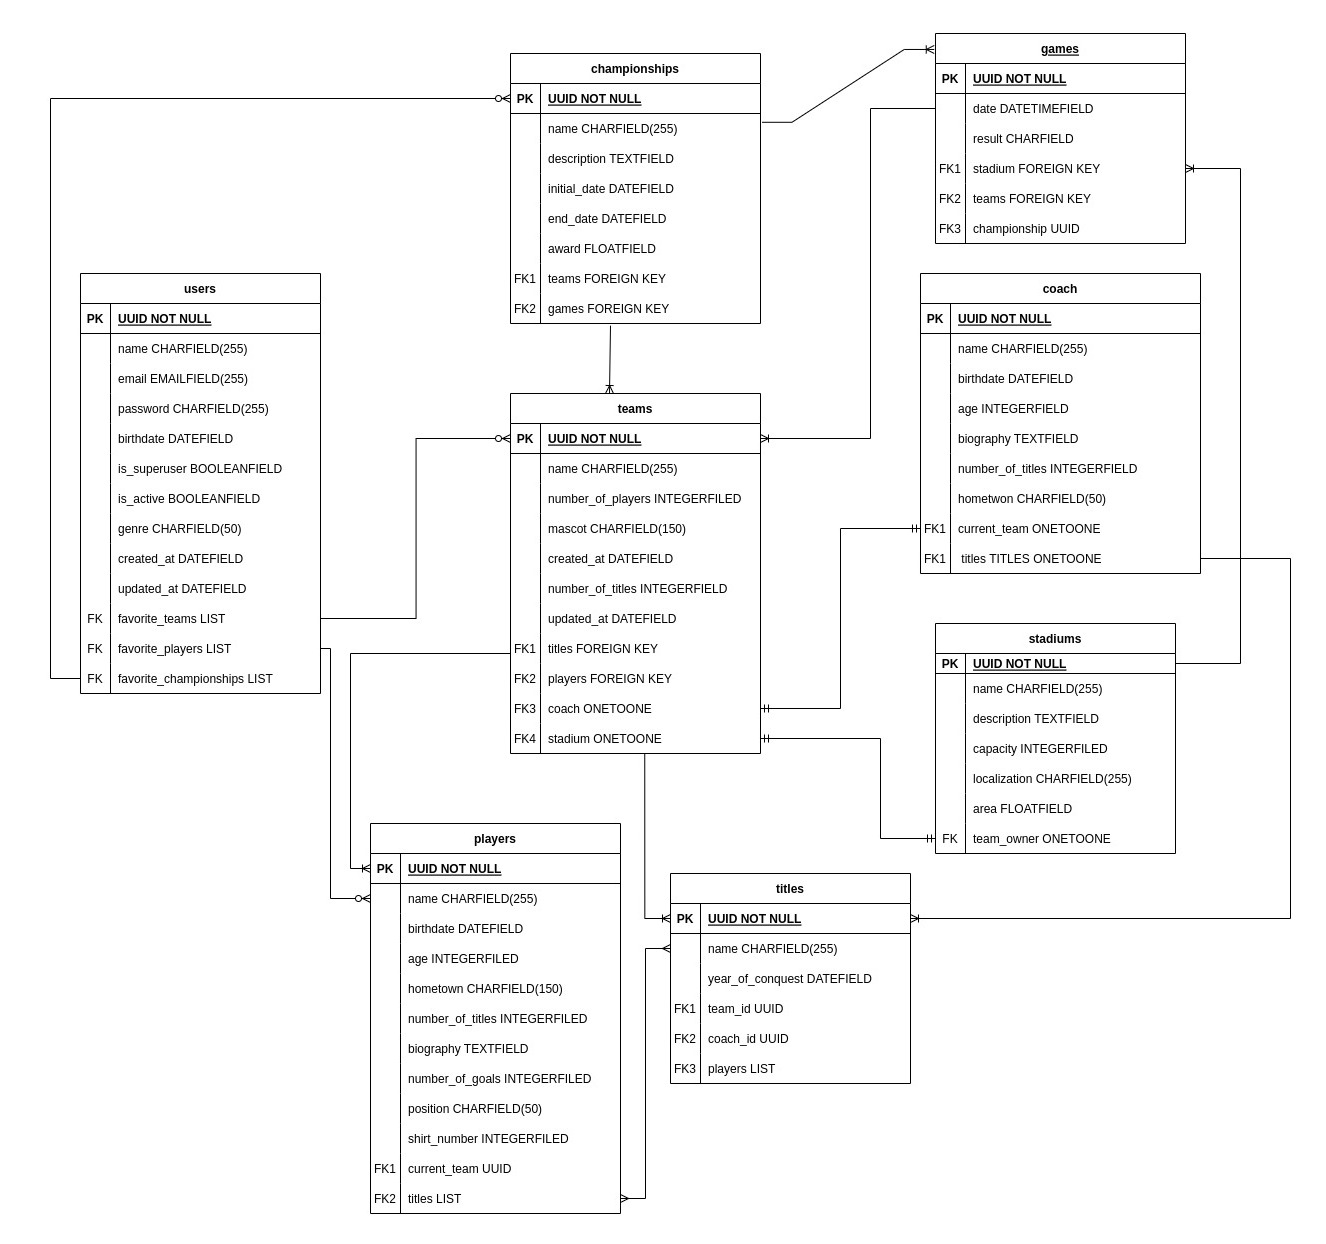 championships
PK UUID NOT NULL
name CHARFIELD(255)
description TEXTFIELD
initial_date DATEFIELD
end_date DATEFIELD
award FLOATFIELD
FK1 teams FOREIGN KEY
FK2 games FOREIGN KEY
games
PK UUID NOT NULL
date DATETIMEFIELD
result CHARFIELD
FK1 stadium FOREIGN KEY
FK2 teams FOREIGN KEY
FK3 championship UUID
users
PK UUID NOT NULL
name CHARFIELD(255)
email EMAILFIELD(255)
password CHARFIELD(255)
birthdate DATEFIELD
is_superuser BOOLEANFIELD
is_active BOOLEANFIELD
genre CHARFIELD(50)
created_at DATEFIELD
updated_at DATEFIELD
FK favorite_teams LIST
FK favorite_players LIST
FK favorite_championships LIST
teams
PK UUID NOT NULL
name CHARFIELD(255)
number_of_players INTEGERFILED
mascot CHARFIELD(150)
created_at DATEFIELD
number_of_titles INTEGERFIELD
updated_at DATEFIELD
FK1 titles FOREIGN KEY
FK2 players FOREIGN KEY
FK3 coach ONETOONE
FK4 stadium ONETOONE
coach
PK UUID NOT NULL
name CHARFIELD(255)
birthdate DATEFIELD
age INTEGERFIELD
biography TEXTFIELD
number_of_titles INTEGERFIELD
hometwon CHARFIELD(50)
FK1 current_team ONETOONE
FK1 titles TITLES ONETOONE
stadiums
PK UUID NOT NULL
name CHARFIELD(255)
description TEXTFIELD
capacity INTEGERFILED
localization CHARFIELD(255)
area FLOATFIELD
FK team_owner ONETOONE
players
PK UUID NOT NULL
name CHARFIELD(255)
birthdate DATEFIELD
age INTEGERFILED
hometown CHARFIELD(150)
number_of_titles INTEGERFILED
biography TEXTFIELD
number_of_goals INTEGERFILED
position CHARFIELD(50)
shirt_number INTEGERFILED
FK1 current_team UUID
FK2 titles LIST
titles
PK UUID NOT NULL
name CHARFIELD(255)
year_of_conquest DATEFIELD
FK1 team_id UUID
FK2 coach_id UUID
FK3 players LIST